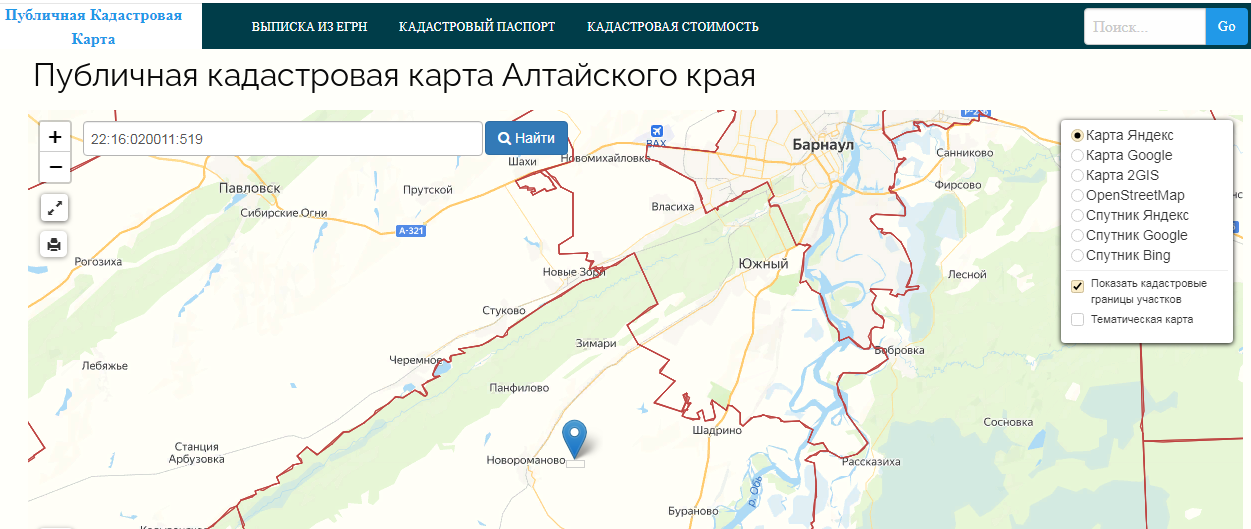 Публичная Кадастровая
Карта
ВЫПИСКА ИЗ ЕГРН
КАДАСТРОВЫЙ ПАСПОРТ
КАДАСТРОВАЯ СТОИМОСТЬ
Поиск...
Go
Публичная кадастровая карта Алтайского края
+
−
22:16:020011:519
Найти
Карта Яндекс
Карта Google
Карта 2GIS
OpenStreetMap
Спутник Яндекс
Спутник Google
Спутник Bing
Показать кадастровые
границы участков
Тематическая карта
BAX
Барнаул
Санниково
Шахи
Новомихайловка
Павловск
Прутской
Фирсово
Сибирские Огни
Власиха
А-321
Рогозиха
Новые Зори
Южный
Лесной
Стуково
Зимари
Бобровка
Черемное
Лебяжье
Панфилово
Сосновка
Шадрино
Станция
Арбузовка
Новороманово
Рассказиха
р. Обь
Бураново